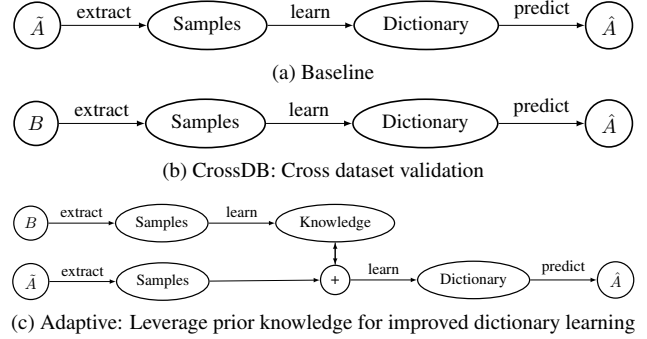 extract learn predict
Ã Samples Dictionary Â
(a) Baseline
extract learn predict
B Samples Dictionary Â
(b) CrossDB: Cross dataset validation
extract learn
B Samples Knowledge
extract learn predict
Ã Samples + Dictionary Â
(c) Adaptive: Leverage prior knowledge for improved dictionary learning